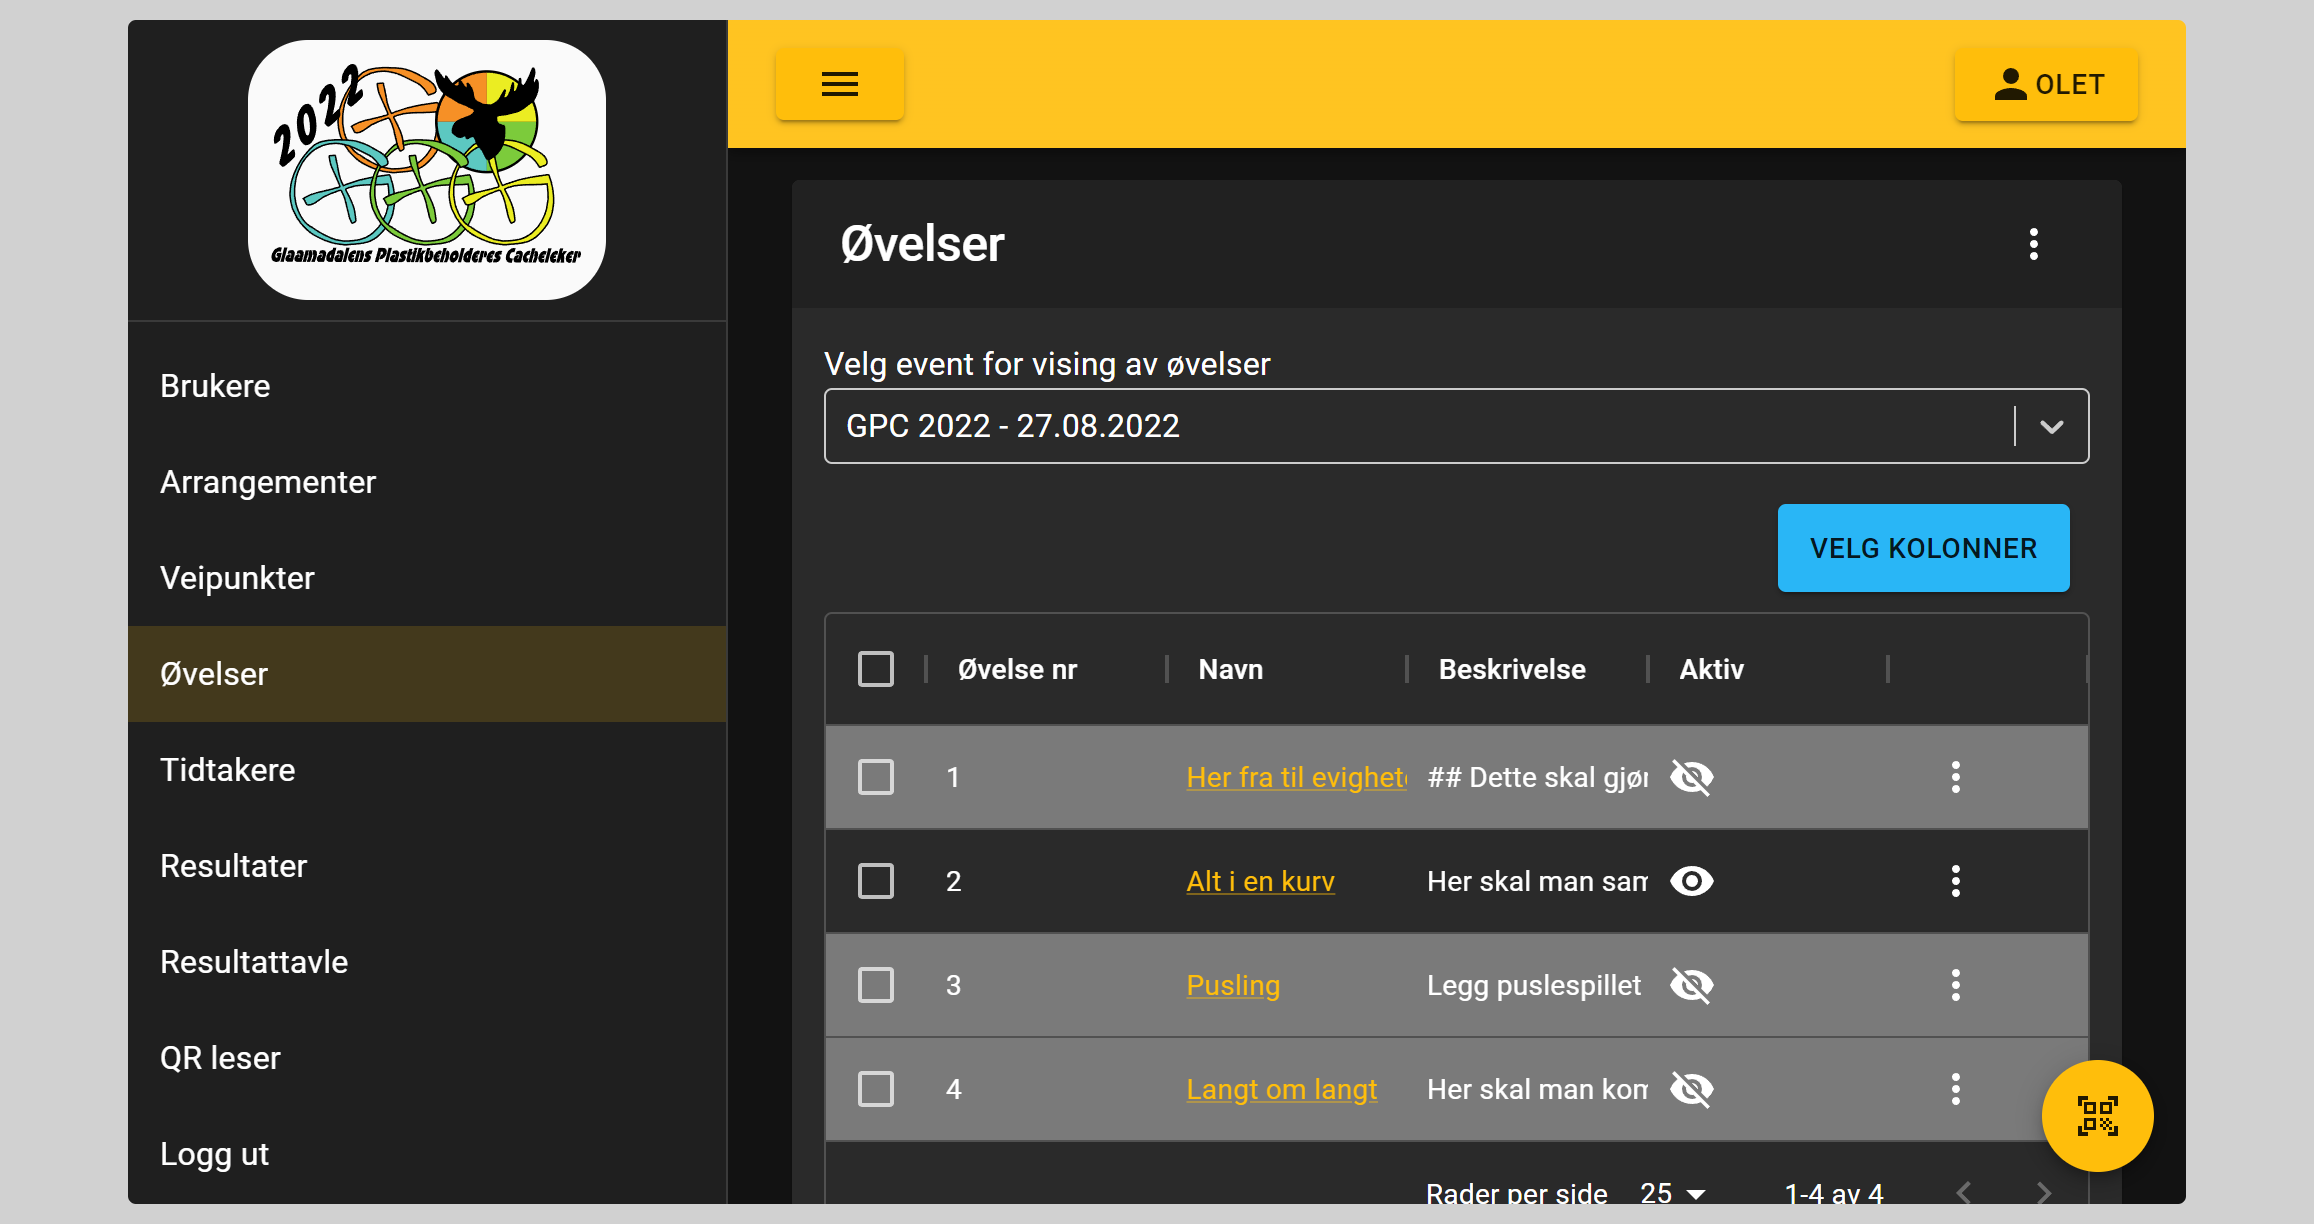 2022
Glaamadalens Plastikbeholderes Cacheleker
Brukere
Arrangementer
Veipunkter
Øvelser
Tidtakere
Resultater
Resultattavle
QR leser
Logg ut
OLET
Øvelser
Velg event for vising av øvelser
GPC 2022 - 27.08.2022
VELG KOLONNER
Øvelse nr Navn Beskrivelse Aktiv
1 Her fra til evighet ## Dette skal gjør
2 Alt i en kurv Her skal man sam
3 Pusling Legg puslespillet
4 Langt om langt Her skal man kom
Rader per side 25 1-4 av 4